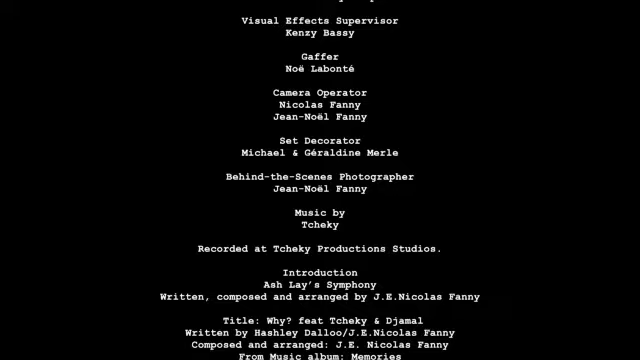 Visual Effects Supervisor
Kenzy Bassy
Gaffer
Noë Labonté
Camera Operator
Nicolas Fanny
Jean-Noël Fanny
Set Decorator
Michael & Géraldine Merle
Behind-the-Scenes Photographer
Jean-Noël Fanny
Music by
Tcheky
Recorded at Tcheky Productions Studios.
Introduction
Ash Lay's Symphony
Written, composed and arranged by J.E.Nicolas Fanny
Title: Why? feat Tcheky & Djamal
Written by Hashley Dalloo/J.E.Nicolas Fanny
Composed and arranged: J.E. Nicolas Fanny
From Music album: Memories